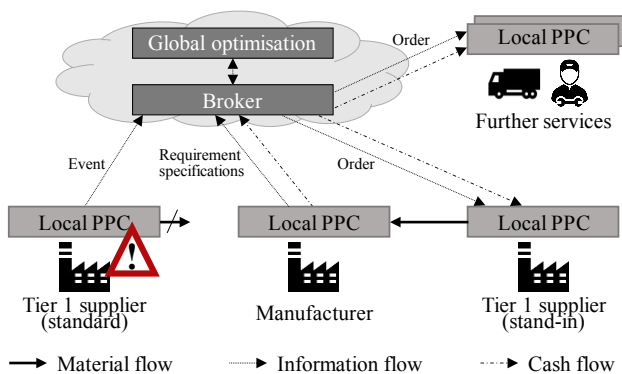 Global optimisation
Order
Local PPC
Broker
Further services
Event
Requirement
specifications
Order
Local PPC
!
Local PPC
Local PPC
Tier 1 supplier
(standard)
Manufacturer
Tier 1 supplier
(stand-in)
Material flow
Information flow
Cash flow